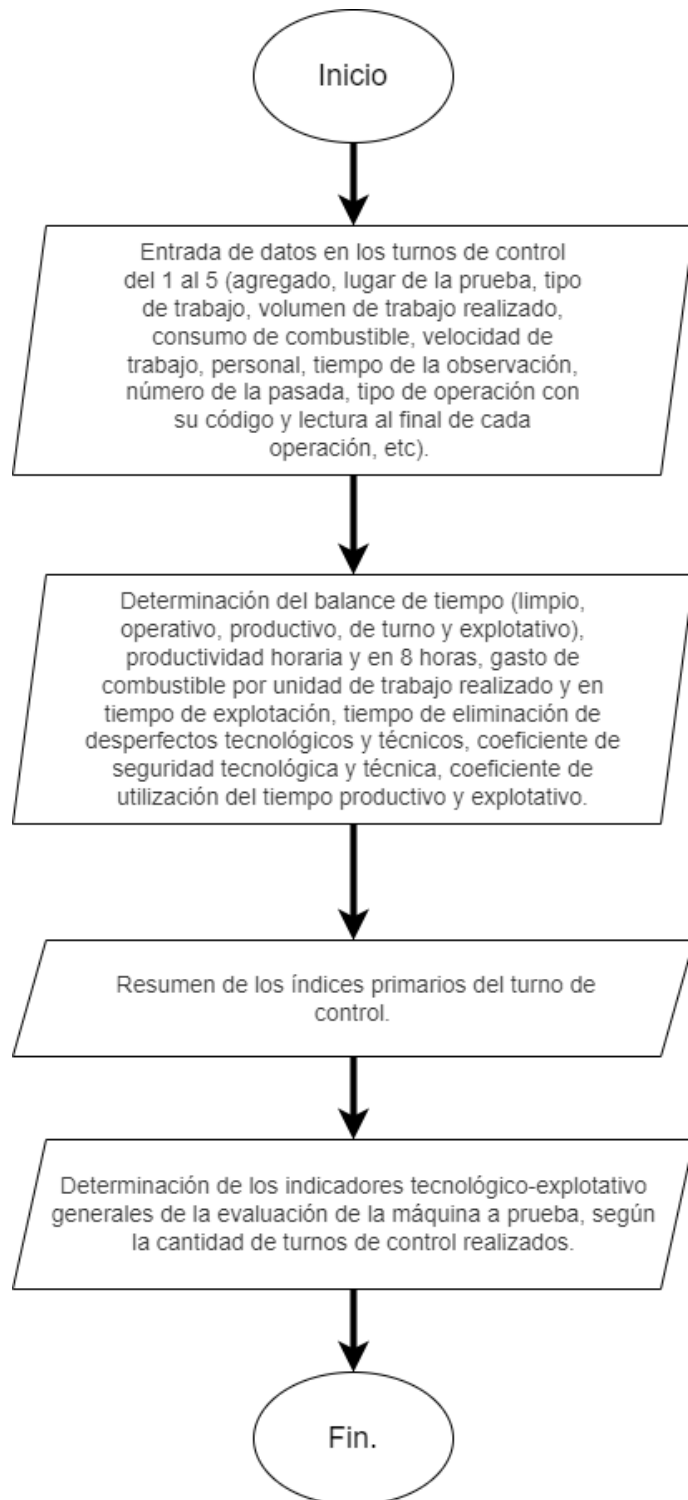 Inicio
Entrada de datos en los turnos de control
del 1 al 5 (agregado, lugar de la prueba, tipo
de trabajo, volumen de trabajo realizado,
consumo de combustible, velocidad de
trabajo, personal, tiempo de la observación,
número de la pasada, tipo de operación con
su código y lectura al final de cada
operación, etc).
Determinación del balance de tiempo (limpio,
operativo, productivo, de turno y explotativo),
productividad horaria y en 8 horas, gasto de
combustible por unidad de trabajo realizado y en
tiempo de explotación, tiempo de eliminación de
desperfectos tecnológicos y técnicos, coeficiente de
seguridad tecnológica y técnica, coeficiente de
utilización del tiempo productivo y explotativo.
Resumen de los índices primarios del turno de
control.
Determinación de los indicadores tecnológico-explotativo
generales de la evaluación de la máquina a prueba, según
la cantidad de turnos de control realizados.
Fin.